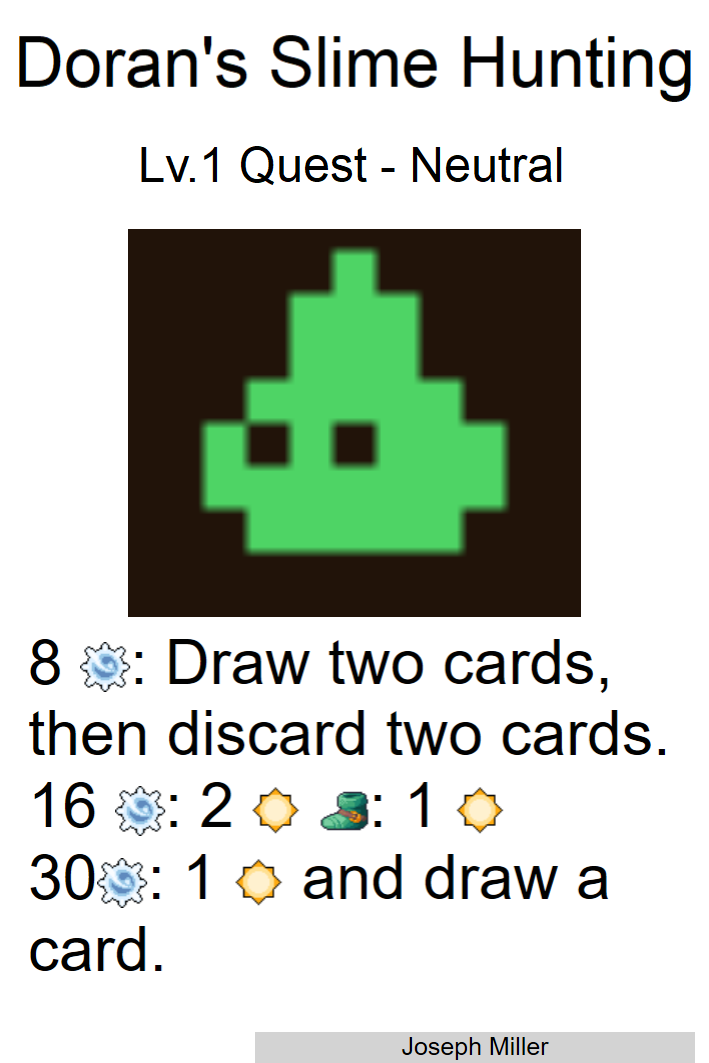 Doran's Slime Hunting
Lv.1 Quest - Neutral
8 : Draw two cards,
then discard two cards.
16 : 2 : 1
30: 1 and draw a
card.
Joseph Miller